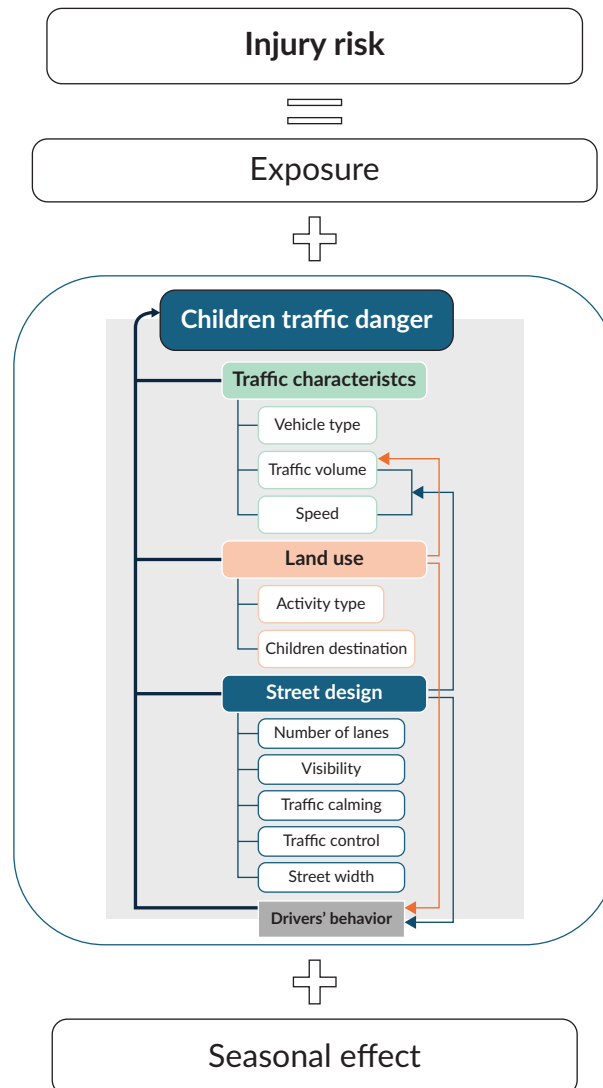 Injury risk
Exposure
Children traffic danger
Traffic characteristcs
Vehicle type
Traffic volume
Speed
Land use
Activity type
Children destination
Street design
Number of lanes
Visibility
Traffic calming
Traffic control
Street width
Drivers' behavior
Seasonal effect